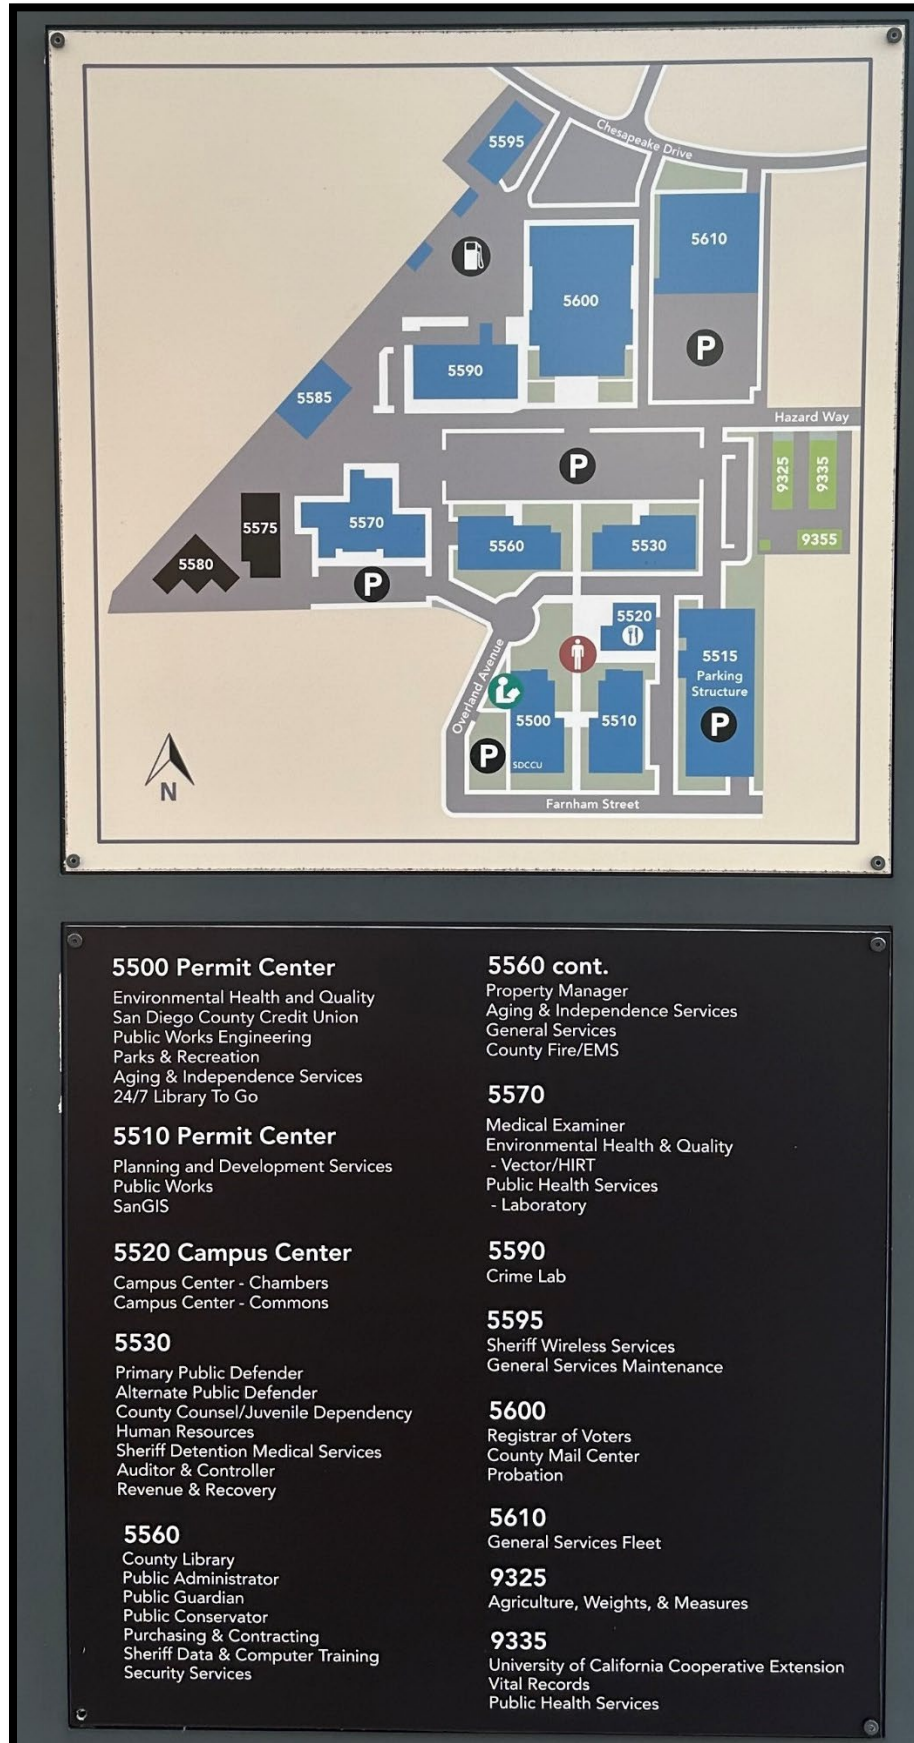 5595
Chesapeake Drive
5610
5600
P
5590
5585
Hazard Way
P
9325
9335
5575
5570
5560
5530
9355
5580
P
5520
5515
Parking
Structure
P
Overland Avenue
5500
5510
P
SDCCU
N
Farnham Street
5500 Permit Center
Environmental Health and Quality
San Diego County Credit Union
Public Works Engineering
Parks & Recreation
Aging & Independence Services
24/7 Library To Go
5510 Permit Center
Planning and Development Services
Public Works
SanGIS
5520 Campus Center
Campus Center - Chambers
Campus Center - Commons
5530
Primary Public Defender
Alternate Public Defender
County Counsel/Juvenile Dependency
Human Resources
Sheriff Detention Medical Services
Auditor & Controller
Revenue & Recovery
5560
County Library
Public Administrator
Public Guardian
Public Conservator
Purchasing & Contracting
Sheriff Data & Computer Training
Security Services
5560 cont.
Property Manager
Aging & Independence Services
General Services
County Fire/EMS
5570
Medical Examiner
Environmental Health & Quality
- Vector/HIRT
Public Health Services
- Laboratory
5590
Crime Lab
5595
Sheriff Wireless Services
General Services Maintenance
5600
Registrar of Voters
County Mail Center
Probation
5610
General Services Fleet
9325
Agriculture, Weights, & Measures
9335
University of California Cooperative Extension
Vital Records
Public Health Services